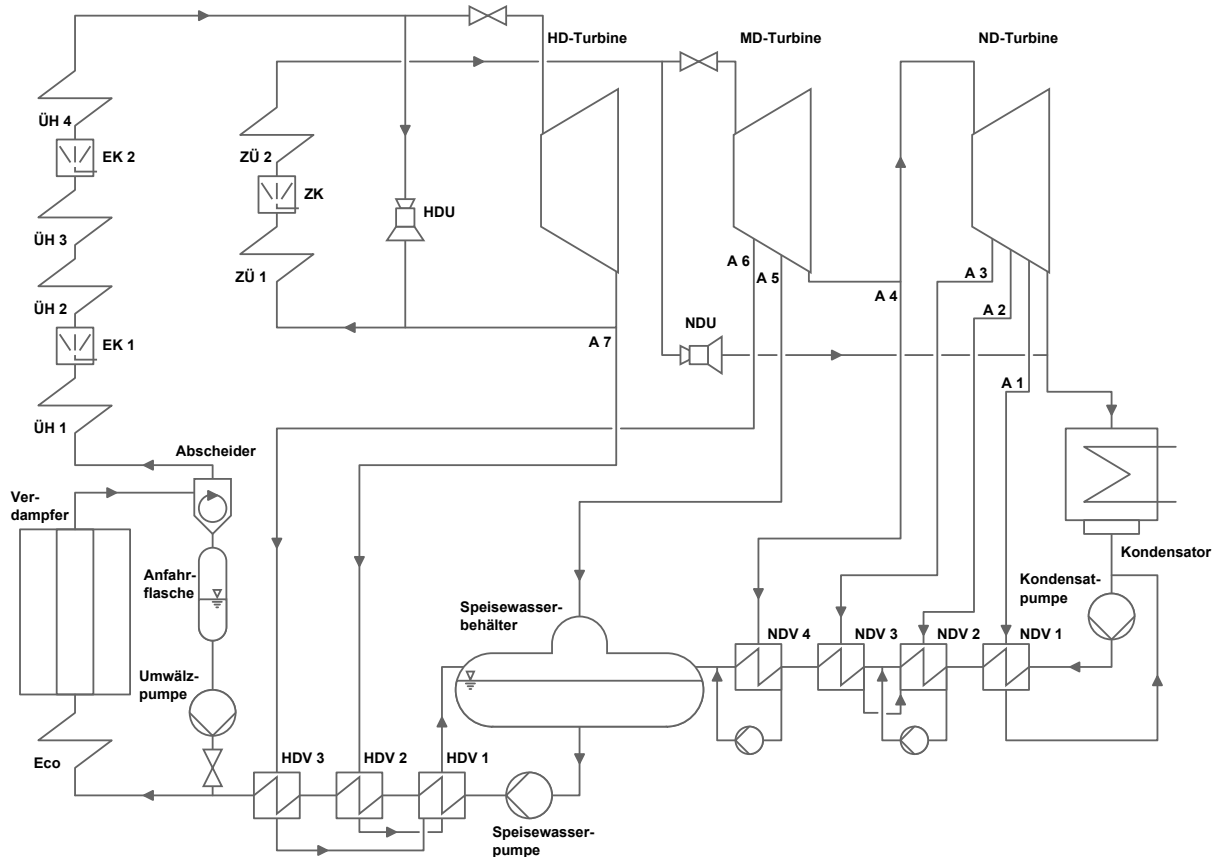 HD-Turbine
MD-Turbine
ND-Turbine
ÜH 4
EK 2
ZÜ 2
ZK
HDU
ÜH 3
A 6
A 5
A 3
ZÜ 1
A 4
ÜH 2
A 2
NDU
EK 1
A 7
A 1
ÜH 1
Abscheider
Ver-
dampfer
Kondensator
Anfahr-
flasche
Kondensat-
pumpe
Speisewasser-
behälter
NDV 4
NDV 3
NDV 2
NDV 1
Umwälz-
pumpe
Eco
HDV 3
HDV 2
HDV 1
Speisewasser-
pumpe